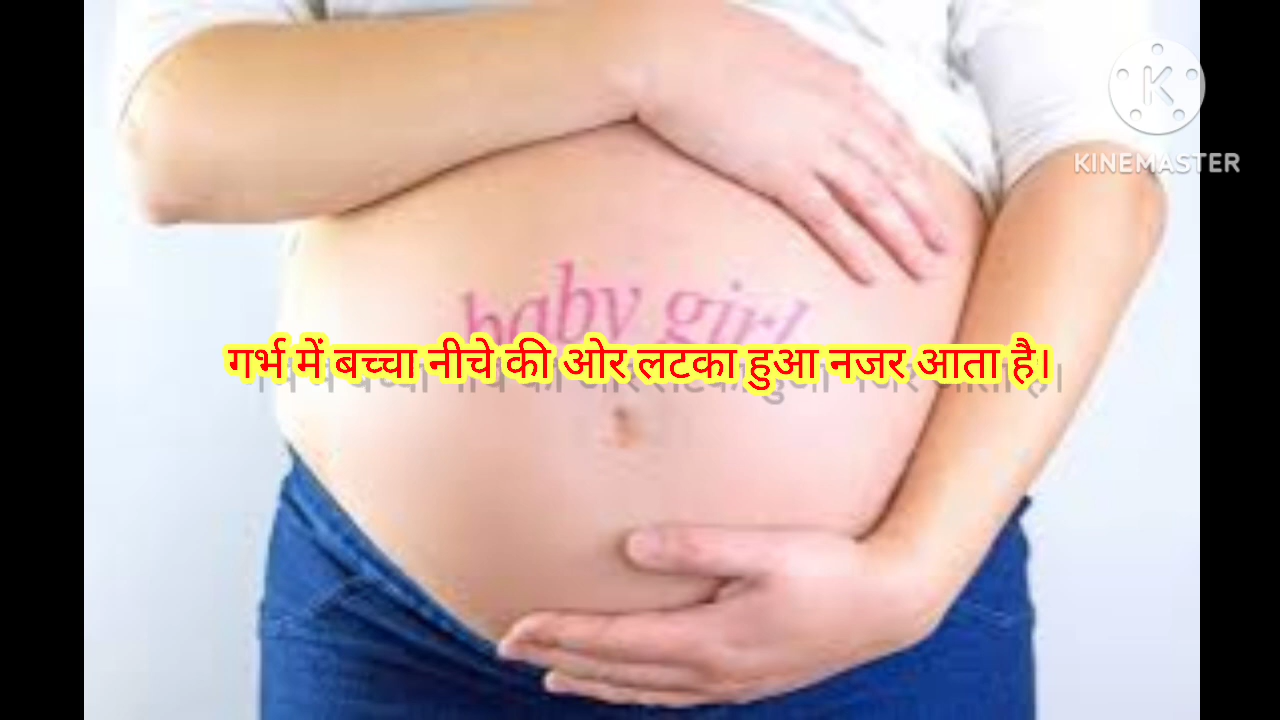 KINEMASTER
baby girl
गर्भ में बच्चा नीचे की ओर लटका हुआ नजर आता है।